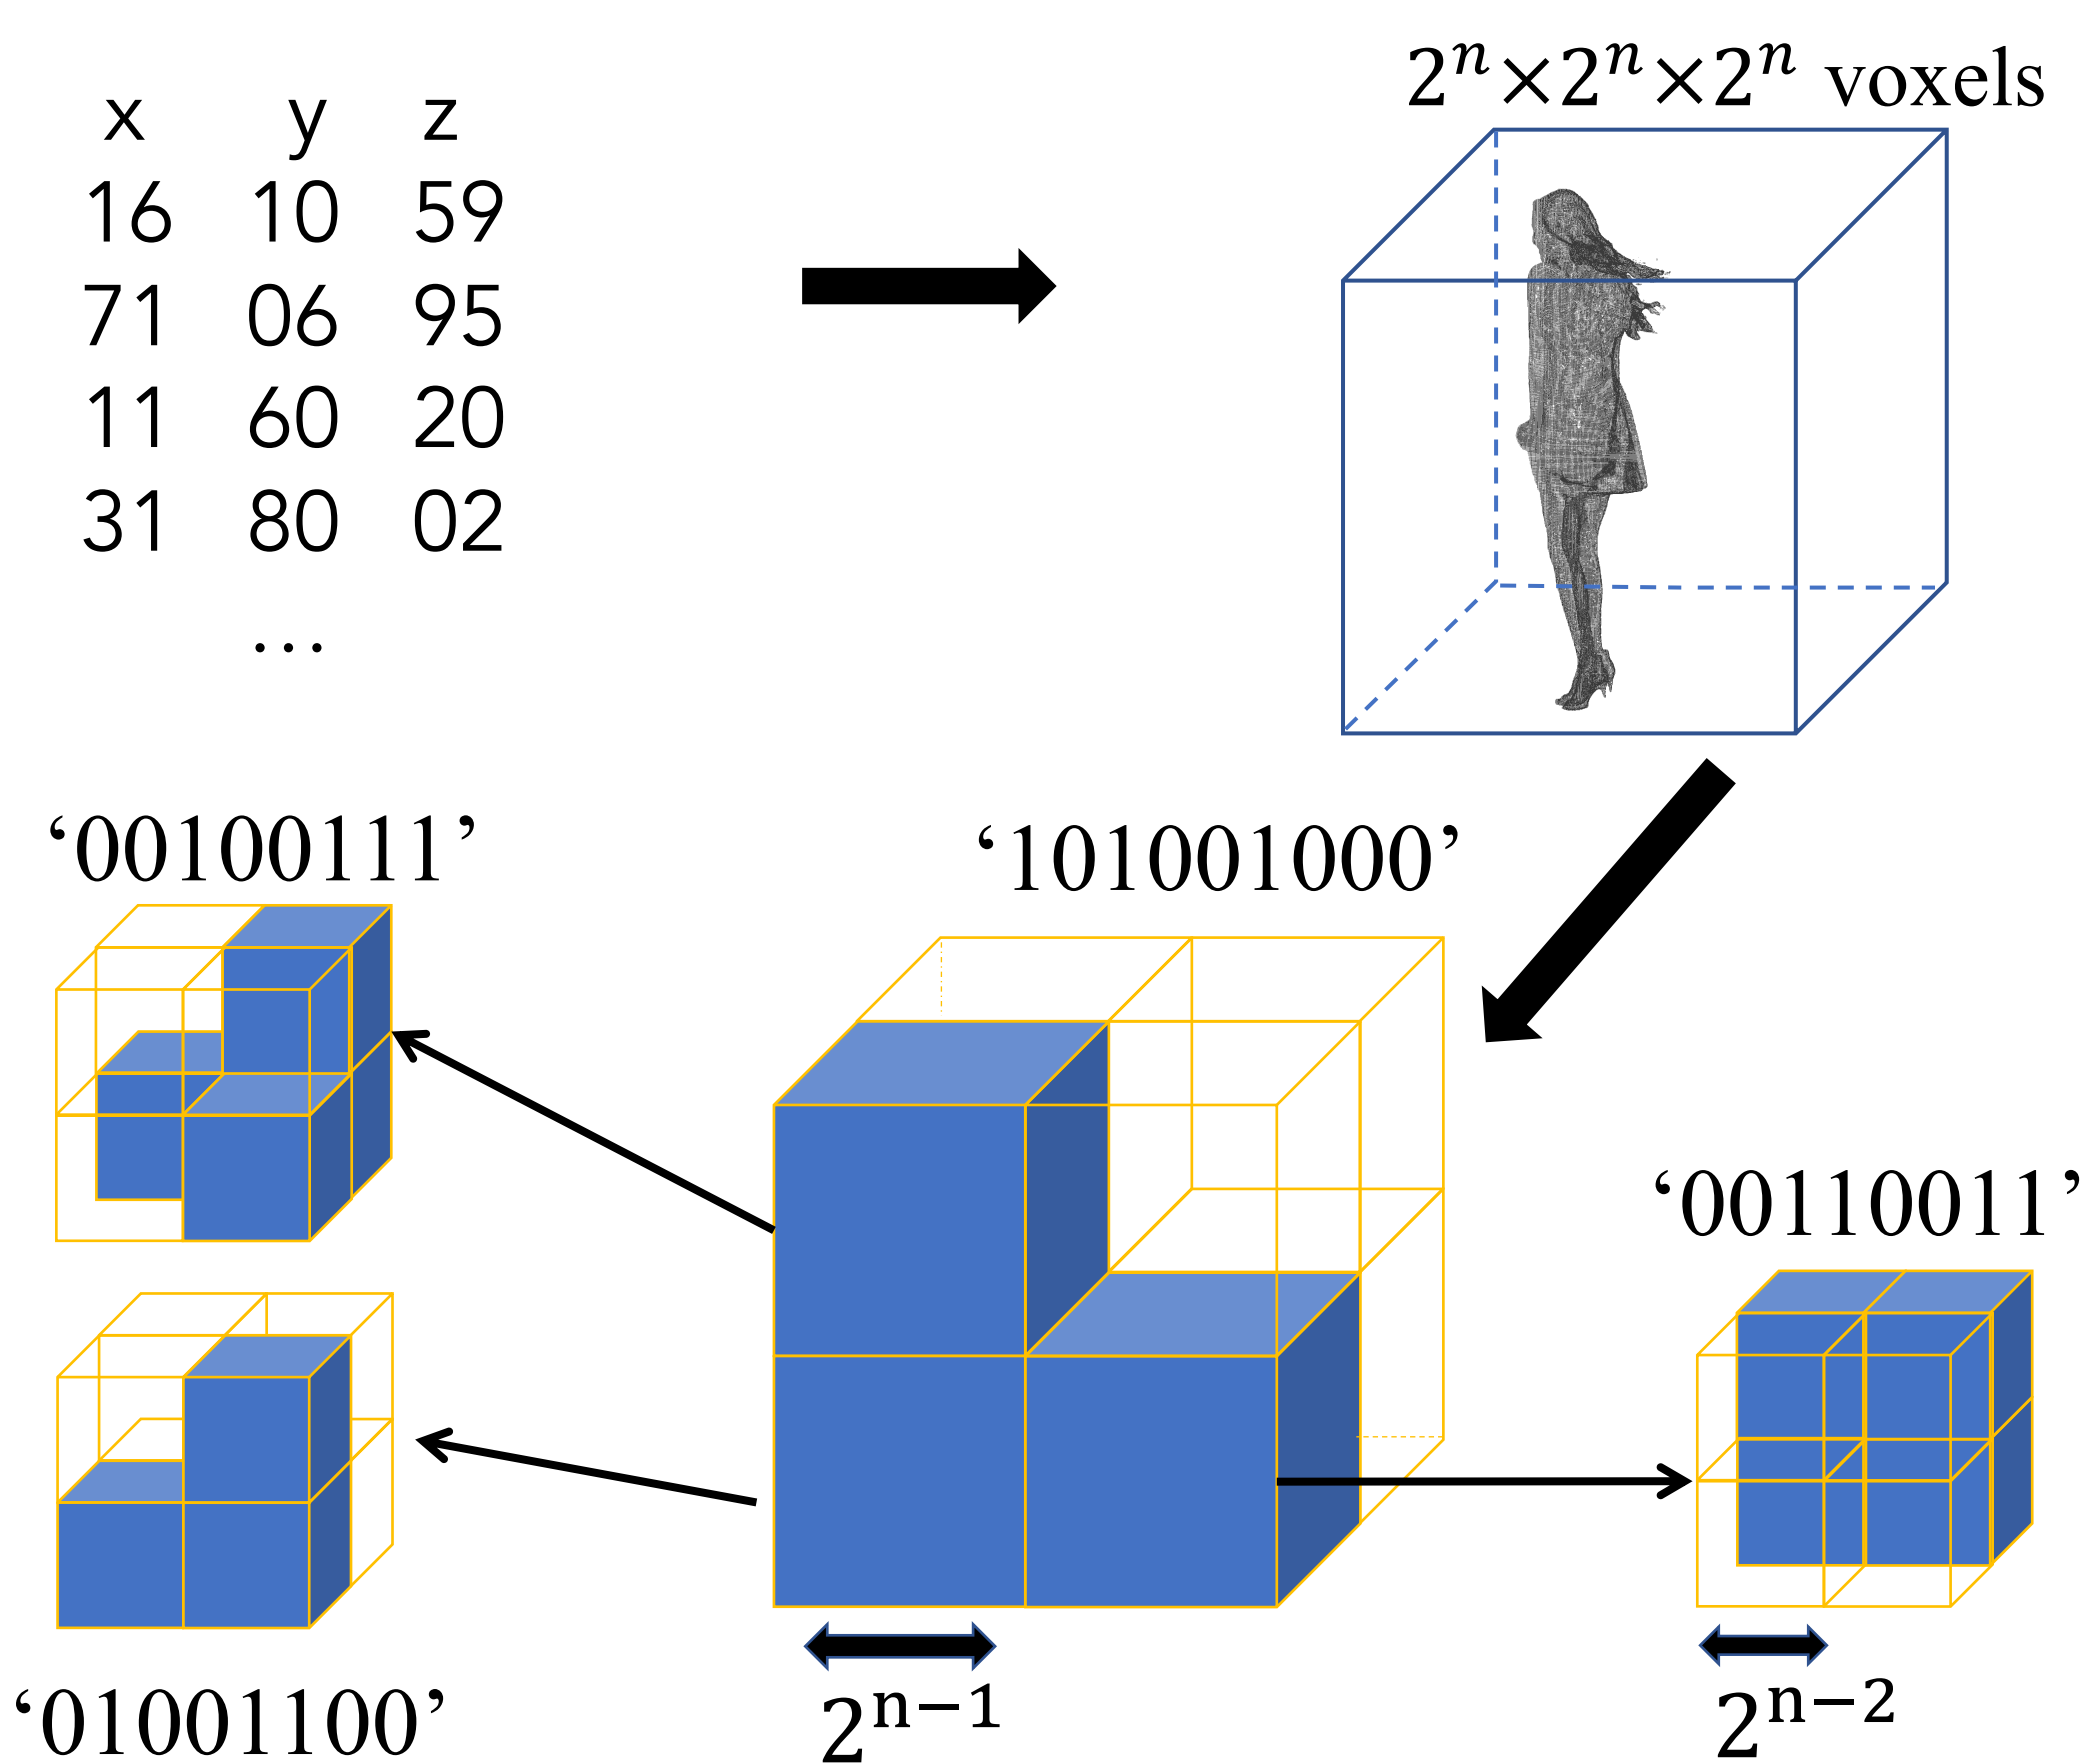 x y z
16 10 59
71 06 95
11 60 20
31 80 02
...
2ⁿ×2ⁿ×2ⁿ voxels
‘00100111’
‘101001000’
‘00110011’
‘01001100’
2ⁿ⁻¹
2ⁿ⁻²